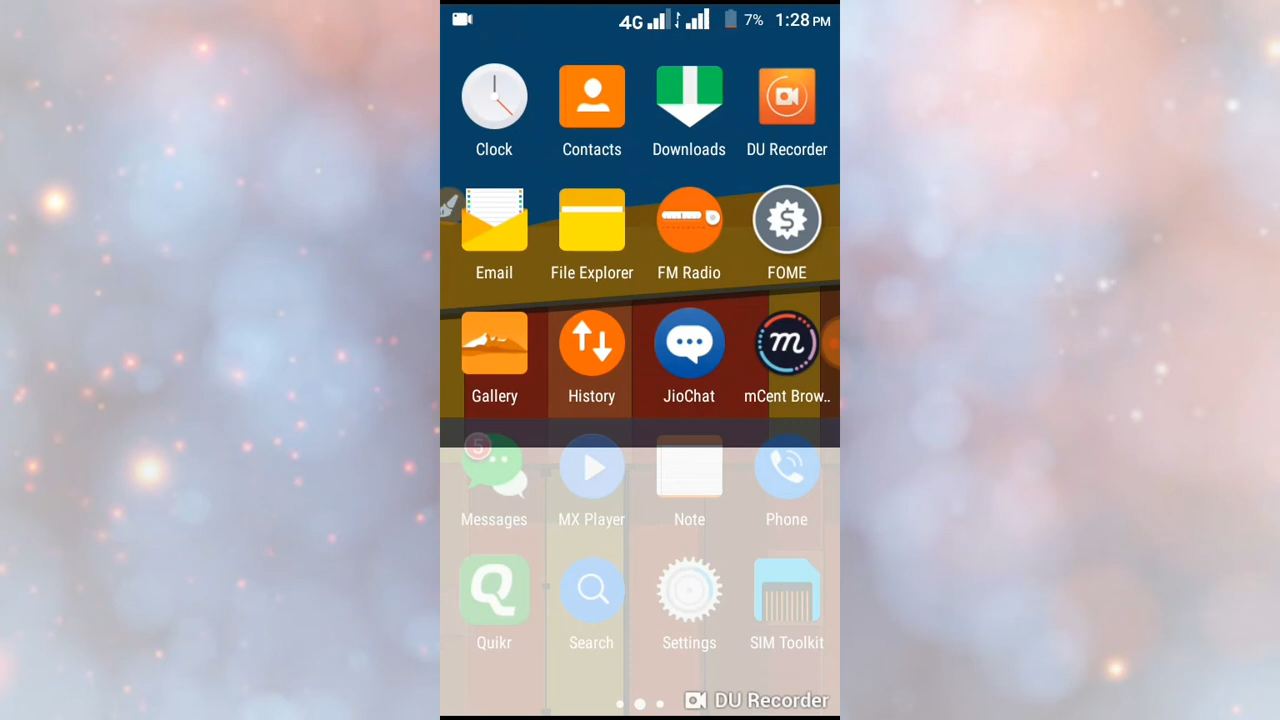 4G 7% 1:28 PM
Clock Contacts Downloads DU Recorder
Email File Explorer FM Radio FOME
Gallery History JioChat mCent Brow..
5
Messages MX Player Note Phone
Quikr Search Settings SIM Toolkit
DU Recorder